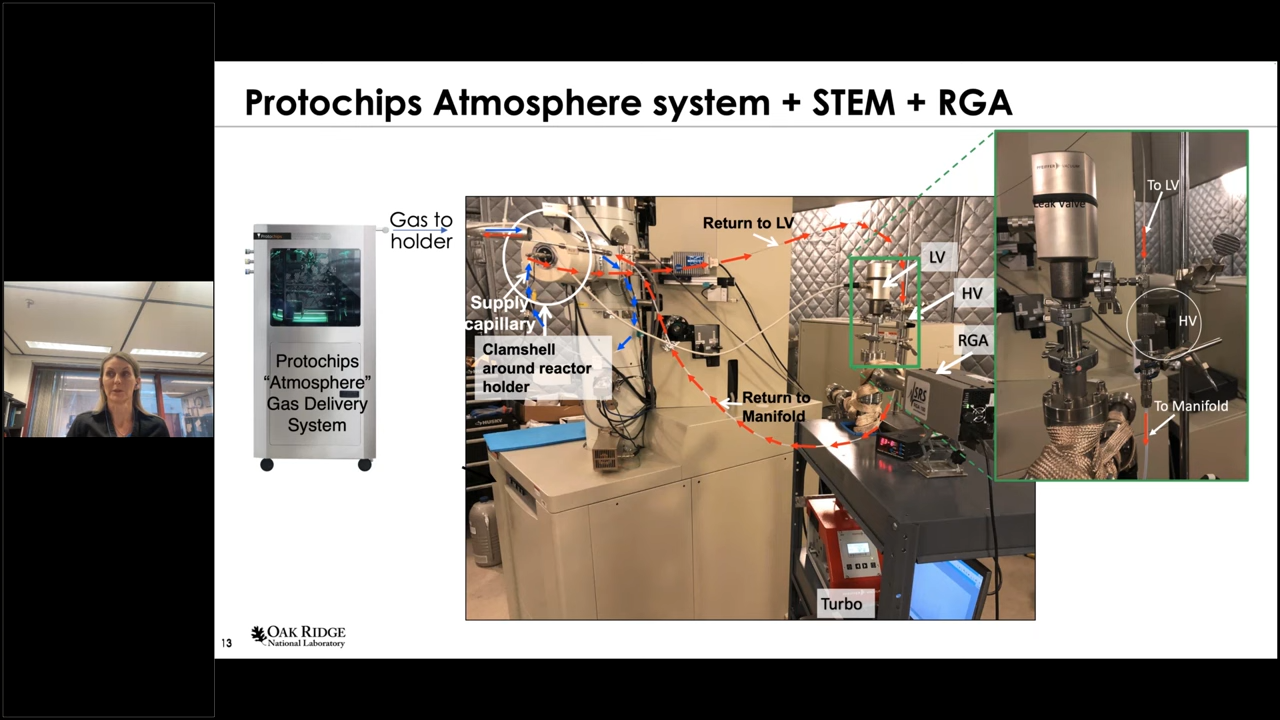 Protochips Atmosphere system + STEM + RGA
Gas to
holder
Protochips
“Atmosphere”
Gas Delivery
System
Return to LV
LV
HV
RGA
Supply
capillary
Clamshell
around reactor
holder
Return to
Manifold
SRS
Turbo
Leak Valve
To LV
HV
To Manifold
13
OAK RIDGE
National Laboratory